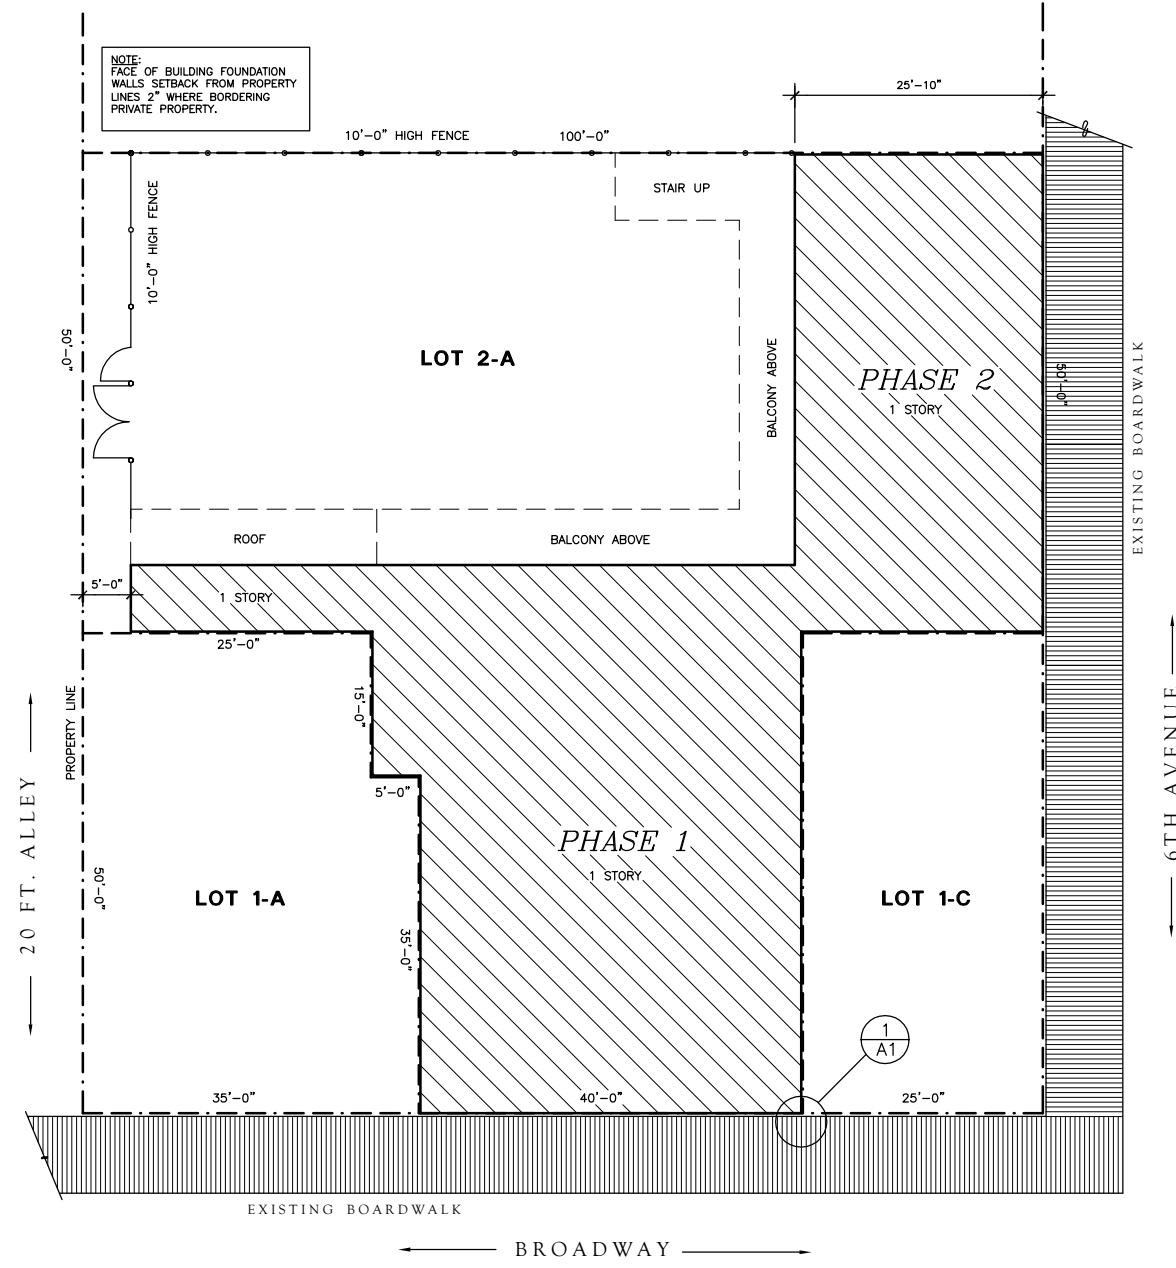 NOTE:
FACE OF BUILDING FOUNDATION
WALLS SETBACK FROM PROPERTY
LINES 2" WHERE BORDERING
PRIVATE PROPERTY.
25'-10"
10'-0" HIGH FENCE
100'-0"
STAIR UP
10'-0" HIGH FENCE
50'-0"
LOT 2-A
BALCONY ABOVE
PHASE 2
1 STORY
50'-0"
EXISTING BOARDWALK
ROOF
BALCONY ABOVE
5'-0"
1 STORY
25'-0"
15'-0"
PROPERTY LINE
5'-0"
20 FT. ALLEY
6TH AVENUE
PHASE 1
1 STORY
50'-0"
LOT 1-A
35'-0"
LOT 1-C
1
A1
35'-0"
40'-0"
25'-0"
EXISTING BOARDWALK
BROADWAY